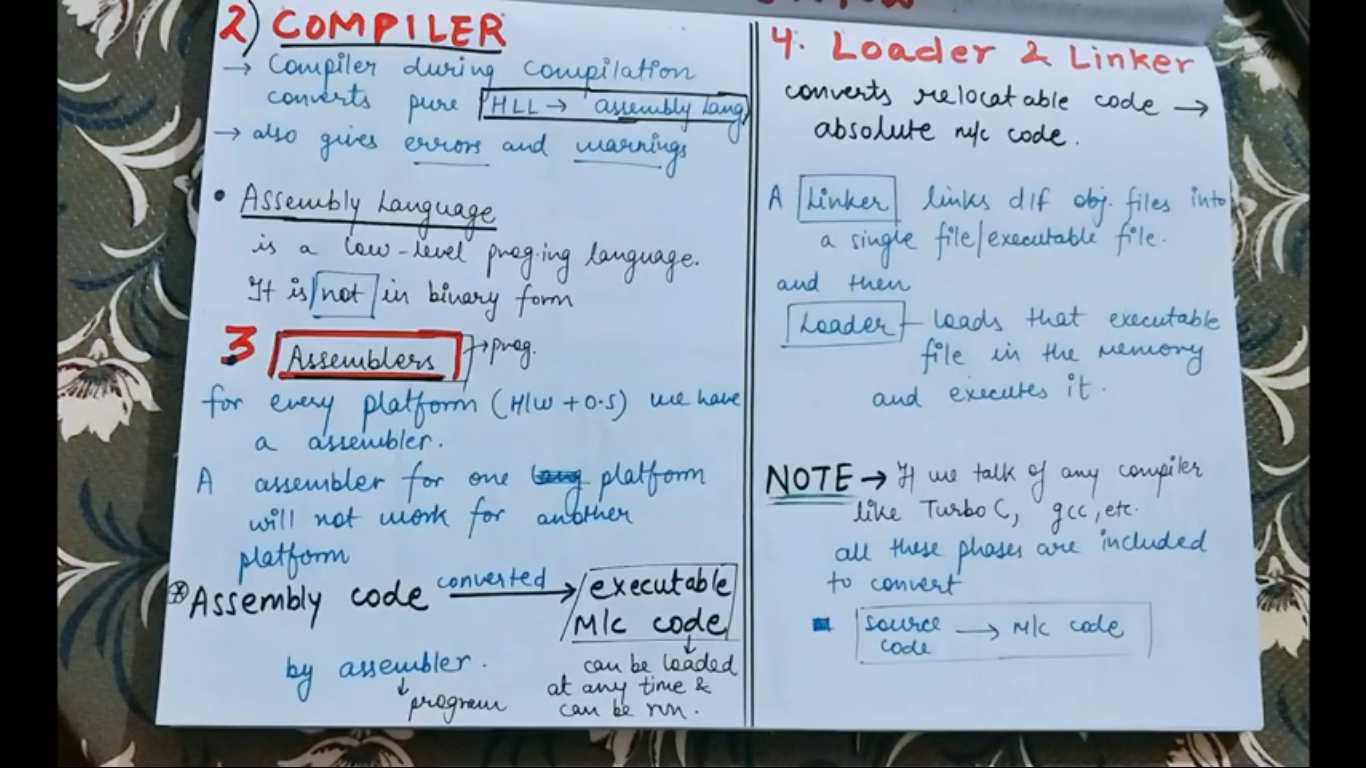 2) COMPILER
→ Compiler during compilation
converts pure HLL → assembly lang
→ also gives errors and warnings
• Assembly Language
is a low-level prog.ing language.
It is not in binary form
3 Assemblers → prog.
for every platform (H/W + O.S) we have
a assembler.
A assembler for one platform
will not work for another
platform
Assembly code converted → executable
M/c code
by assembler.
program
can be loaded
at any time &
can be run.
4. Loader & Linker
converts relocatable code →
absolute m/c code.
A Linker links d/f obj. files into
a single file/executable file.
and then
Loader - loads that executable
file in the memory
and executes it.
NOTE → If we talk of any compiler
like Turbo C, gcc, etc.
all these phases are included
to convert
source → M/c code
code